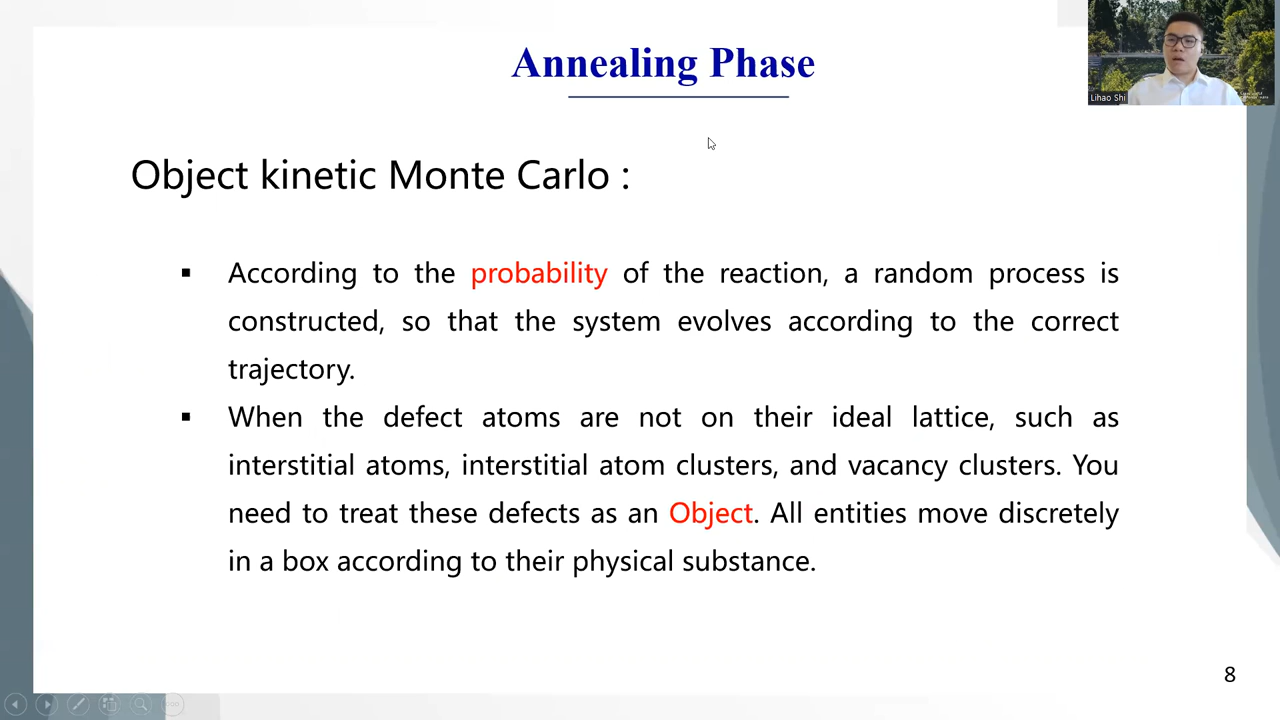 Annealing Phase
Lihao Shi
Object kinetic Monte Carlo :
▪ According to the probability of the reaction, a random process is
constructed, so that the system evolves according to the correct
trajectory.
▪ When the defect atoms are not on their ideal lattice, such as
interstitial atoms, interstitial atom clusters, and vacancy clusters. You
need to treat these defects as an Object. All entities move discretely
in a box according to their physical substance.
8